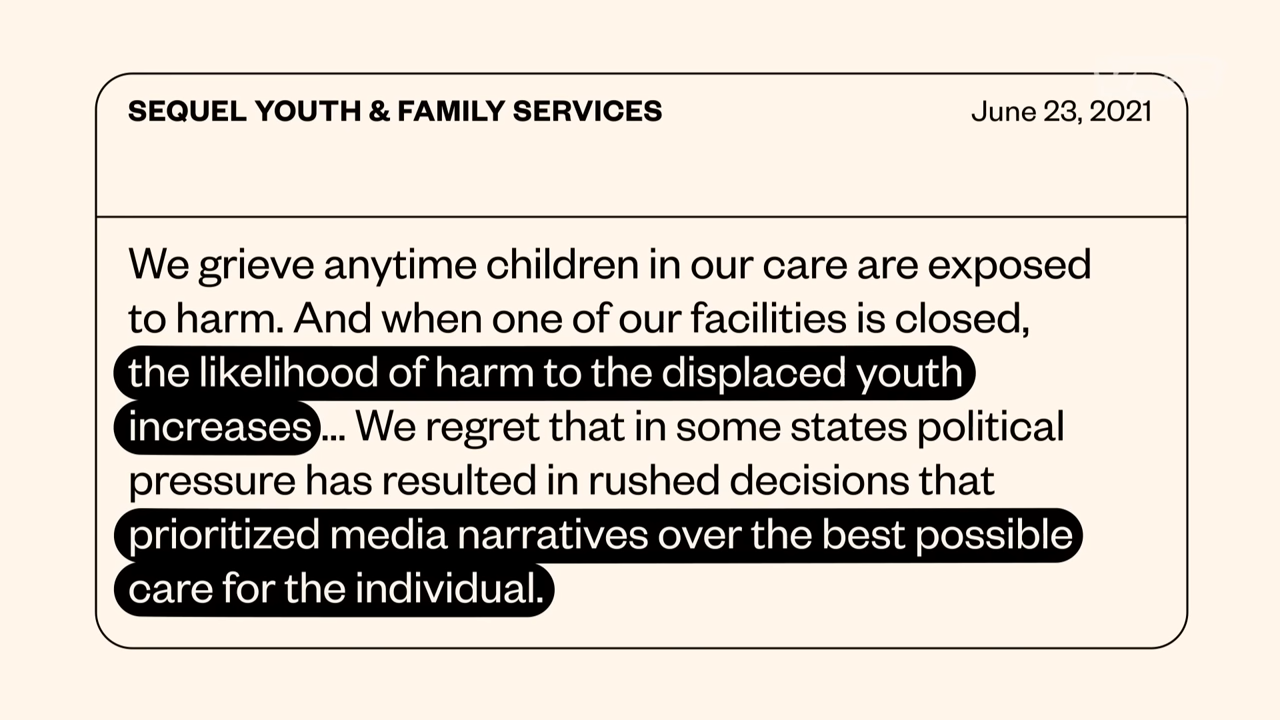 SEQUEL YOUTH & FAMILY SERVICES
June 23, 2021
We grieve anytime children in our care are exposed
to harm. And when one of our facilities is closed,
the likelihood of harm to the displaced youth
increases... We regret that in some states political
pressure has resulted in rushed decisions that
prioritized media narratives over the best possible
care for the individual.